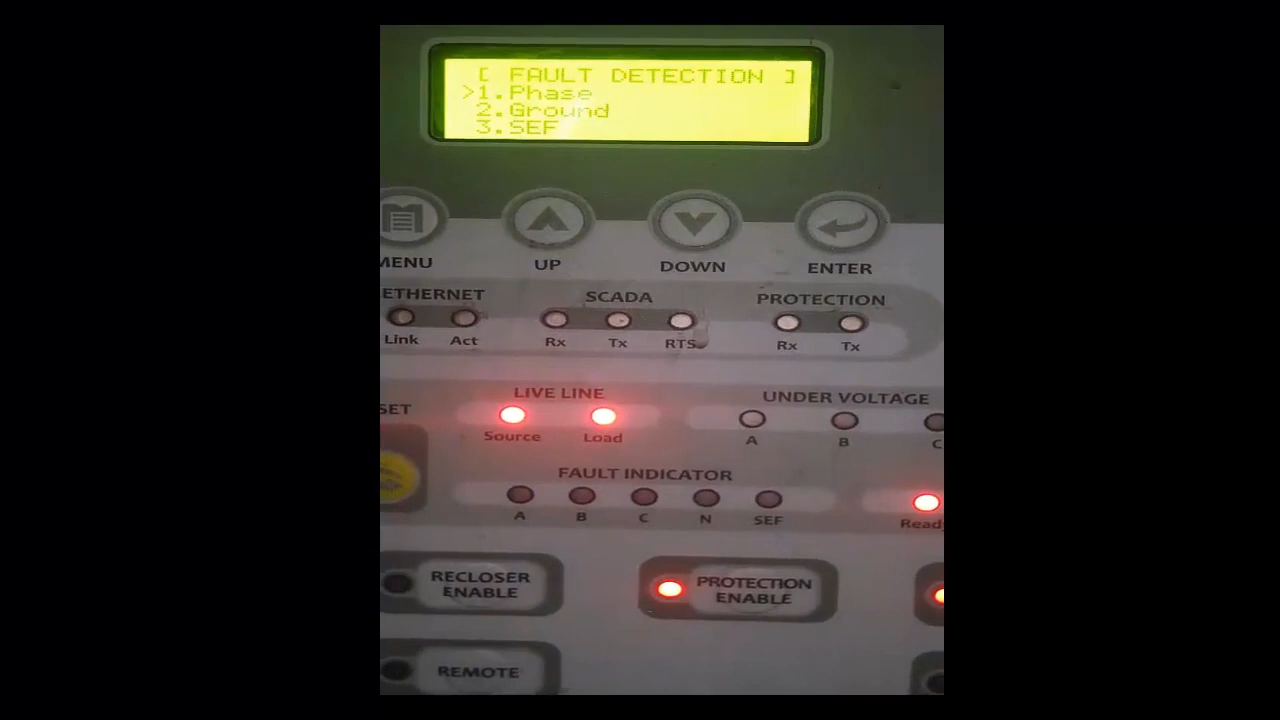 [ FAULT DETECTION ]
>1.Phase
2.Ground
3.SEF
MENU UP DOWN ENTER
ETHERNET SCADA PROTECTION
Link Act Rx Tx RTS Rx Tx
LIVE LINE UNDER VOLTAGE
SET
Source Load A B C
FAULT INDICATOR
A B C N SEF Ready
RECLOSER
ENABLE
PROTECTION
ENABLE
REMOTE